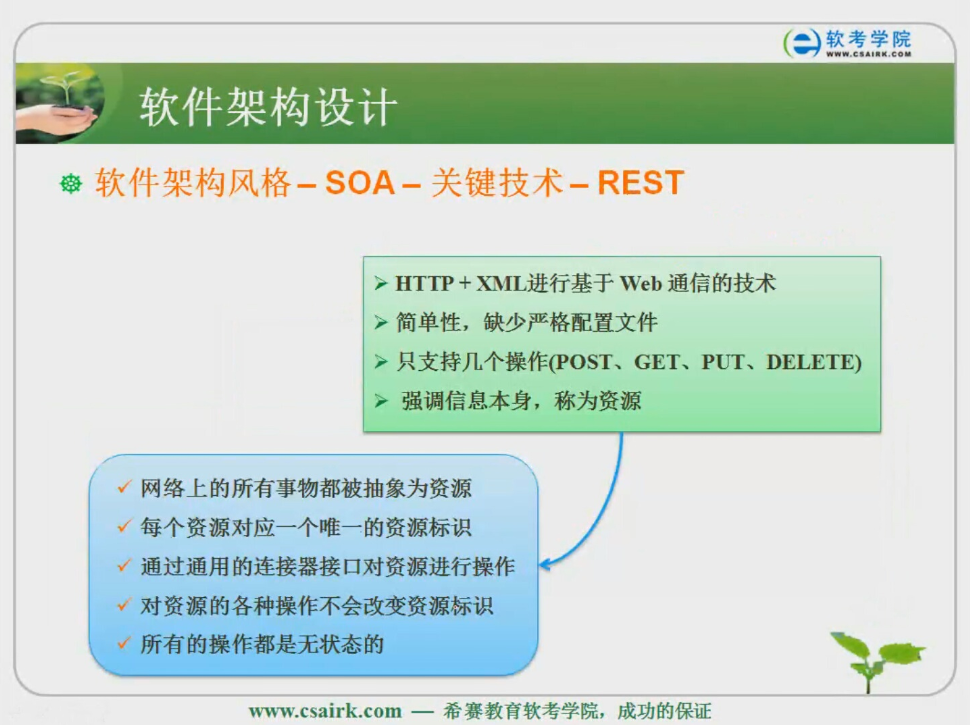 软考学院
www.csairk.com
软件架构设计
软件架构风格 – SOA – 关键技术 – REST
HTTP + XML进行基于 Web 通信的技术
简单性，缺少严格配置文件
只支持几个操作(POST、GET、PUT、DELETE)
强调信息本身，称为资源
网络上的所有事物都被抽象为资源
每个资源对应一个唯一的资源标识
通过通用的连接器接口对资源进行操作
对资源的各种操作不会改变资源标识
所有的操作都是无状态的
www.csairk.com — 希赛教育软考学院，成功的保证